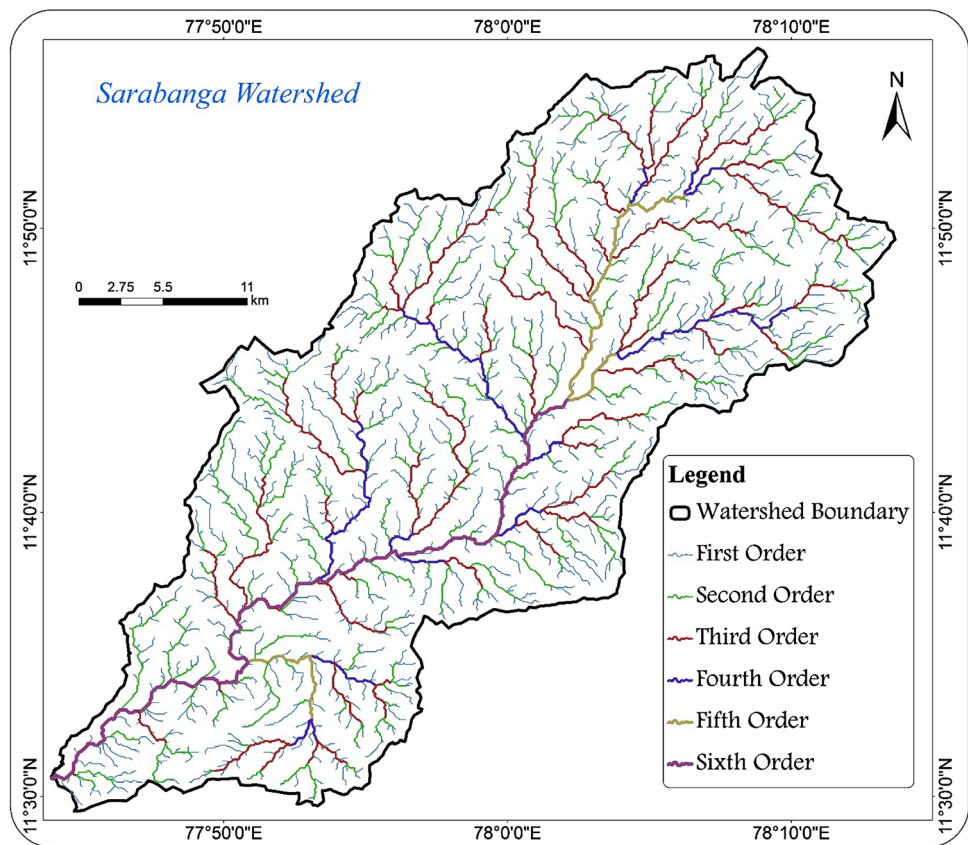 77°50'0"E 78°0'0"E 78°10'0"E
Sarabanga Watershed
N
11°50'0"N 11°50'0"N
0 2.75 5.5 11
km
Legend
Watershed Boundary
First Order
Second Order
Third Order
Fourth Order
Fifth Order
Sixth Order
11°40'0"N 11°40'0"N
11°30'0"N 11°30'0"N
77°50'0"E 78°0'0"E 78°10'0"E